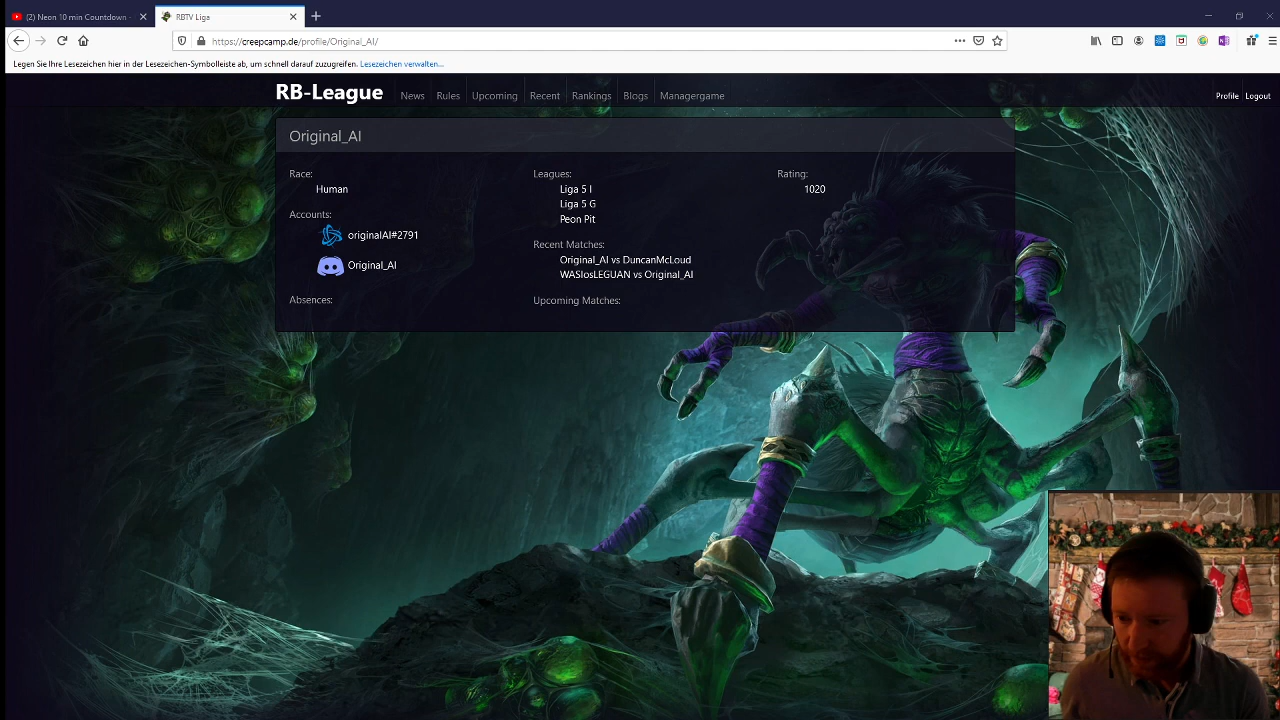 (2) Neon 10 min Countdown -
RBTV Liga
https://creepcamp.de/profile/Original_AI/
Legen Sie Ihre Lesezeichen hier in der Lesezeichen-Symbolleiste ab, um schnell darauf zuzugreifen. Lesezeichen verwalten...
RB-League News Rules Upcoming Recent Rankings Blogs Managergame Profile Logout
Original_AI
Race:
Human
Accounts:
originalAI#2791
Original_AI
Absences:
Leagues:
Liga 5 I
Liga 5 G
Peon Pit
Recent Matches:
Original_AI vs DuncanMcLoud
WASlosLEGUAN vs Original_AI
Upcoming Matches:
Rating:
1020